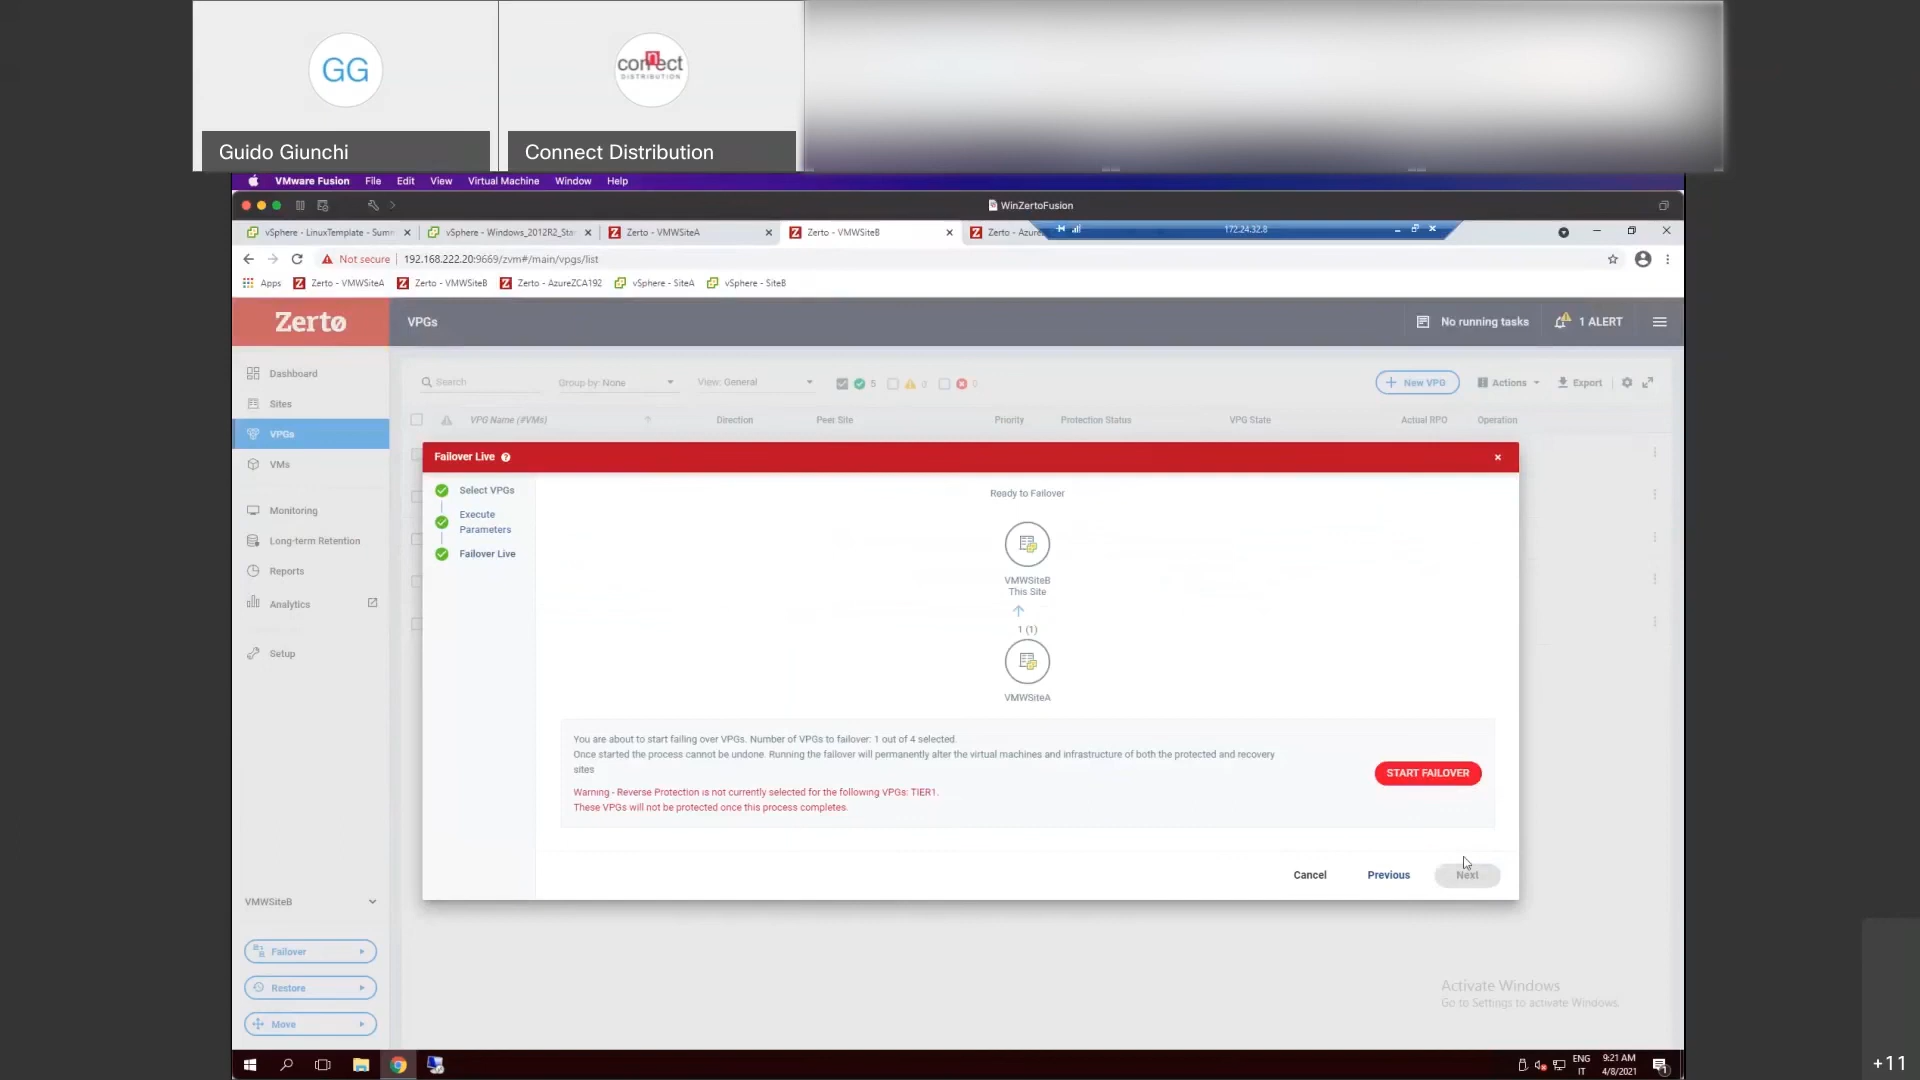 GG
connect
DISTRIBUTION
Guido Giunchi
Connect Distribution
VMware Fusion File Edit View Virtual Machine Window Help
WinZertoFusion
vSphere - LinuxTemplate - Summ
vSphere - Windows_2012R2_Sta
Zerto - VMWSiteA
Zerto - VMWSiteB
Zerto - Azure
172.24.32.8
Not secure 192.168.222.20:9669/zvm#/main/vpgs/list
Apps Zerto - VMWSiteA Zerto - VMWSiteB Zerto - AzureZCA192 vSphere - SiteA vSphere - SiteB
Zerto
VPGs
No running tasks
1 ALERT
Dashboard
Sites
VPGs
VMs
Monitoring
Long-term Retention
Reports
Analytics
Setup
Search
Group by: None
View: General
5
0
0
New VPG
Actions
Export
VPG Name (#VMs) Direction Peer Site Priority Protection Status VPG State Actual RPO Operation
Failover Live
Select VPGs
Execute
Parameters
Failover Live
Ready to Failover
VMWSiteB
This Site
1 (1)
VMWSiteA
You are about to start failing over VPGs. Number of VPGs to failover: 1 out of 4 selected.
Once started the process cannot be undone. Running the failover will permanently alter the virtual machines and infrastructure of both the protected and recovery
sites
Warning - Reverse Protection is not currently selected for the following VPGs: TIER1.
These VPGs will not be protected once this process completes.
START FAILOVER
Cancel
Previous
Next
VMWSiteB
Failover
Restore
Move
Activate Windows
Go to Settings to activate Windows.
ENG
IT
9:21 AM
4/8/2021
1
+11